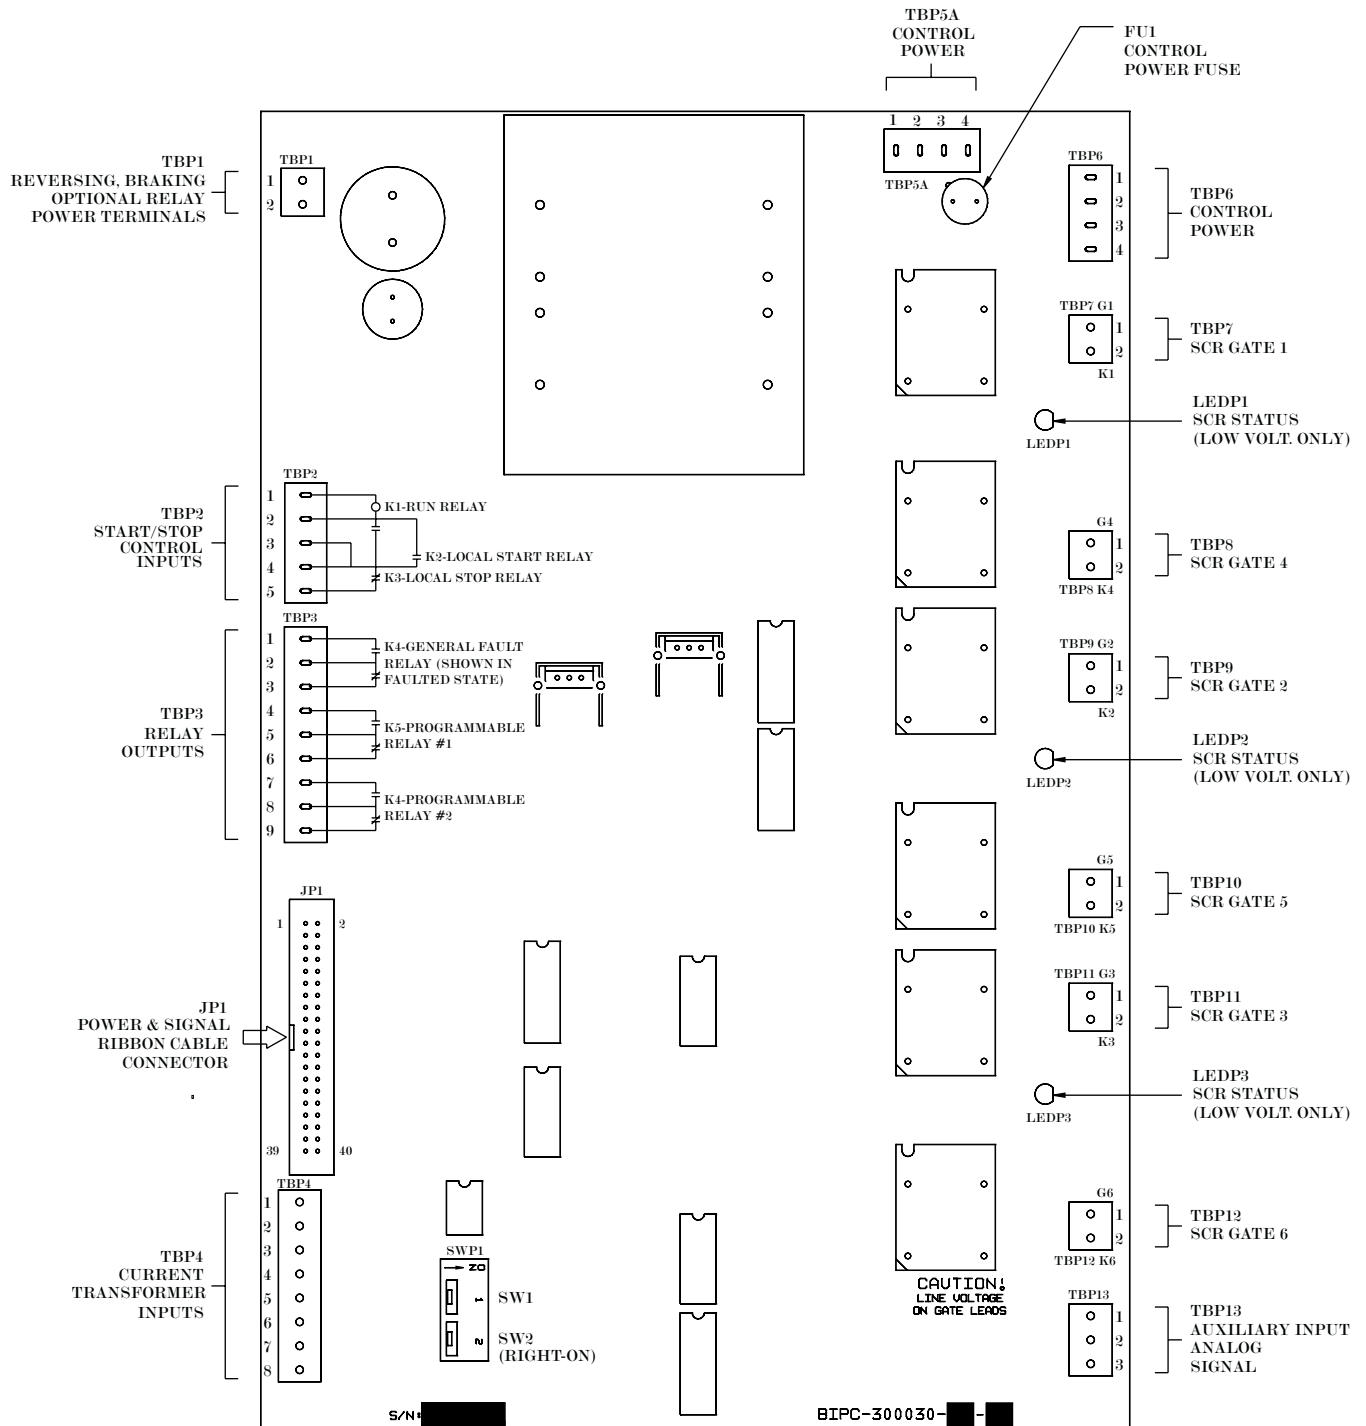 TBP5A
CONTROL
POWER
FU1
CONTROL
POWER FUSE
1 2 3 4
TBP5A
TBP1
REVERSING, BRAKING
OPTIONAL RELAY
POWER TERMINALS
TBP1
1
2
TBP6
1
2
3
4
TBP6
CONTROL
POWER
TBP7 G1
1
2
K1
TBP7
SCR GATE 1
LEDP1
LEDP1
SCR STATUS
(LOW VOLT. ONLY)
TBP2
START/STOP
CONTROL
INPUTS
TBP2
1
2
3
4
5
K1-RUN RELAY
K2-LOCAL START RELAY
K3-LOCAL STOP RELAY
G4
1
2
TBP8 K4
TBP8
SCR GATE 4
TBP3
RELAY
OUTPUTS
TBP3
1
2
3
4
5
6
7
8
9
K4-GENERAL FAULT
RELAY (SHOWN IN
FAULTED STATE)
K5-PROGRAMMABLE
RELAY #1
K4-PROGRAMMABLE
RELAY #2
TBP9 G2
1
2
K2
TBP9
SCR GATE 2
LEDP2
LEDP2
SCR STATUS
(LOW VOLT. ONLY)
G5
1
2
TBP10 K5
TBP10
SCR GATE 5
JP1
1 2
39 40
JP1
POWER & SIGNAL
RIBBON CABLE
CONNECTOR
TBP11 G3
1
2
K3
TBP11
SCR GATE 3
LEDP3
LEDP3
SCR STATUS
(LOW VOLT. ONLY)
TBP4
CURRENT
TRANSFORMER
INPUTS
TBP4
1
2
3
4
5
6
7
8
SWP1
ON
1
2
SW1
SW2
(RIGHT-ON)
G6
1
2
TBP12 K6
TBP12
SCR GATE 6
CAUTION!
LINE VOLTAGE
ON GATE LEADS
TBP13
1
2
3
TBP13
AUXILIARY INPUT
ANALOG
SIGNAL
S/N:
BIPC-300030- -